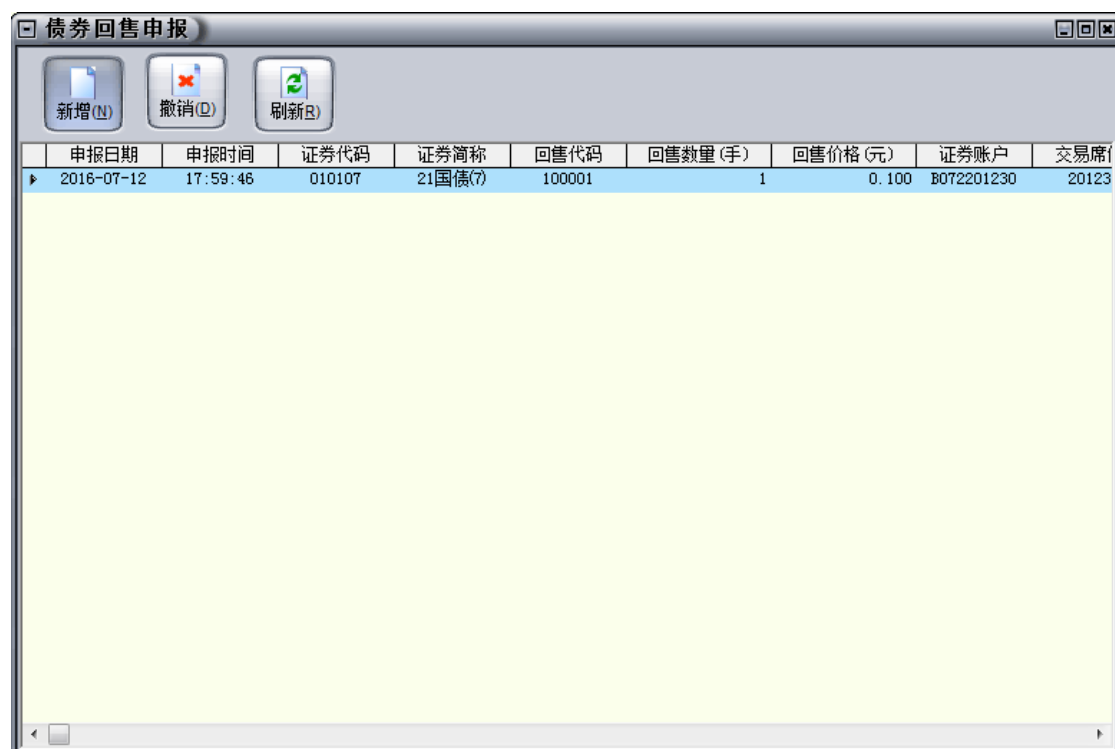 债券回售申报
新增(N) 撤销(D) 刷新R)
申报日期 申报时间 证券代码 证券简称 回售代码 回售数量(手) 回售价格(元) 证券账户 交易席
2016-07-12 17:59:46 010107 21国债(7) 100001 1 0.100 B072201230 20123